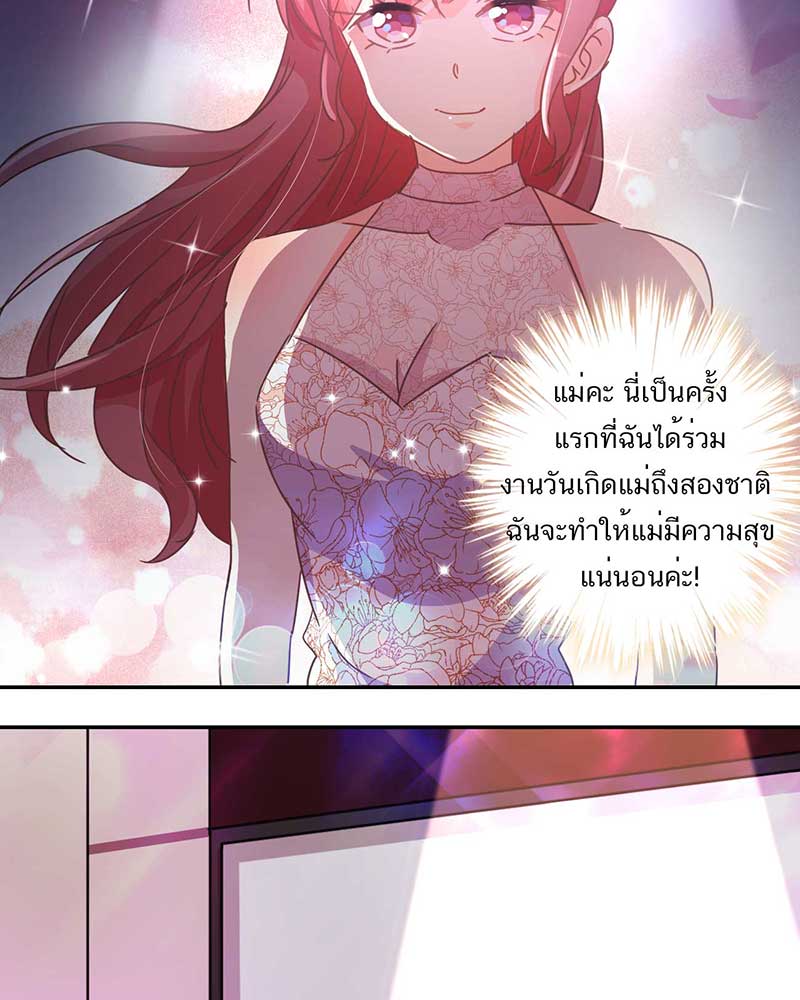 แม่คะ นี่เป็นครั้ง
แรกที่ฉันได้ร่วม
งานวันเกิดแม่ถึงสองชาติ
ฉันจะทำให้แม่มีความสุข
แน่นอนค่ะ!